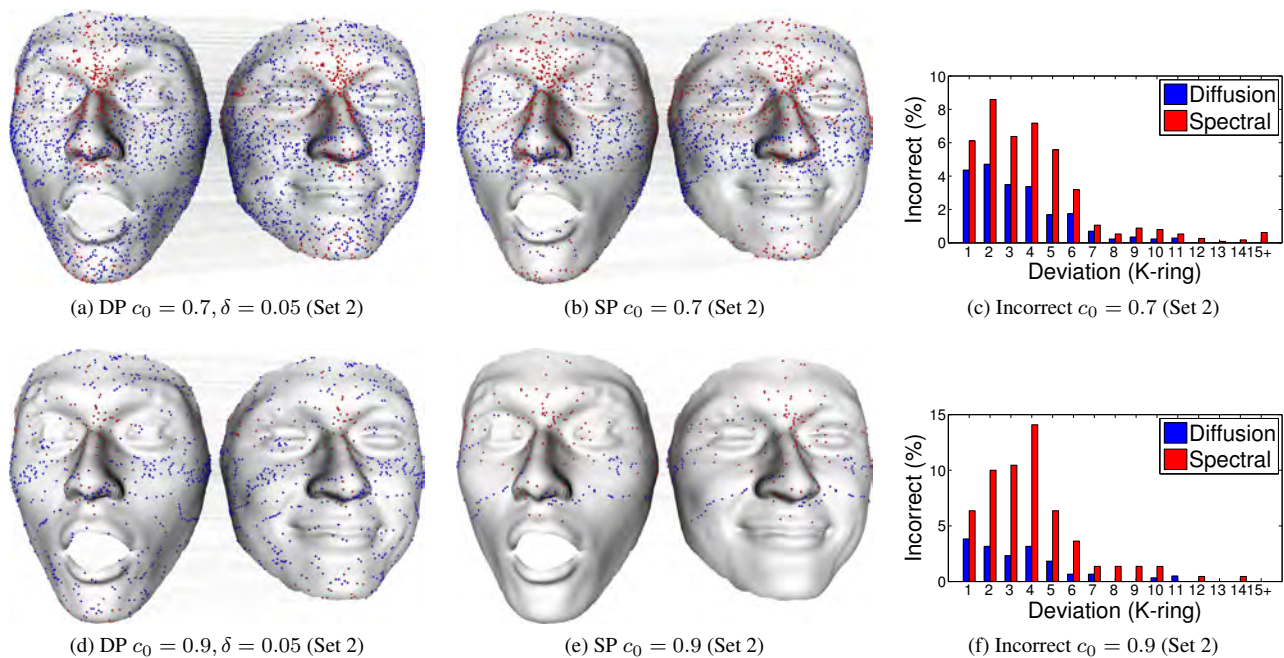 10
8
6
4
2
0
Incorrect (%)
Diffusion
Spectral
1 2 3 4 5 6 7 8 9 10 11 12 13 1415+
Deviation (K-ring)
(a) DP c₀ = 0.7, δ = 0.05 (Set 2)
(b) SP c₀ = 0.7 (Set 2)
(c) Incorrect c₀ = 0.7 (Set 2)
15
10
5
0
Incorrect (%)
Diffusion
Spectral
1 2 3 4 5 6 7 8 9 10 11 12 13 1415+
Deviation (K-ring)
(d) DP c₀ = 0.9, δ = 0.05 (Set 2)
(e) SP c₀ = 0.9 (Set 2)
(f) Incorrect c₀ = 0.9 (Set 2)